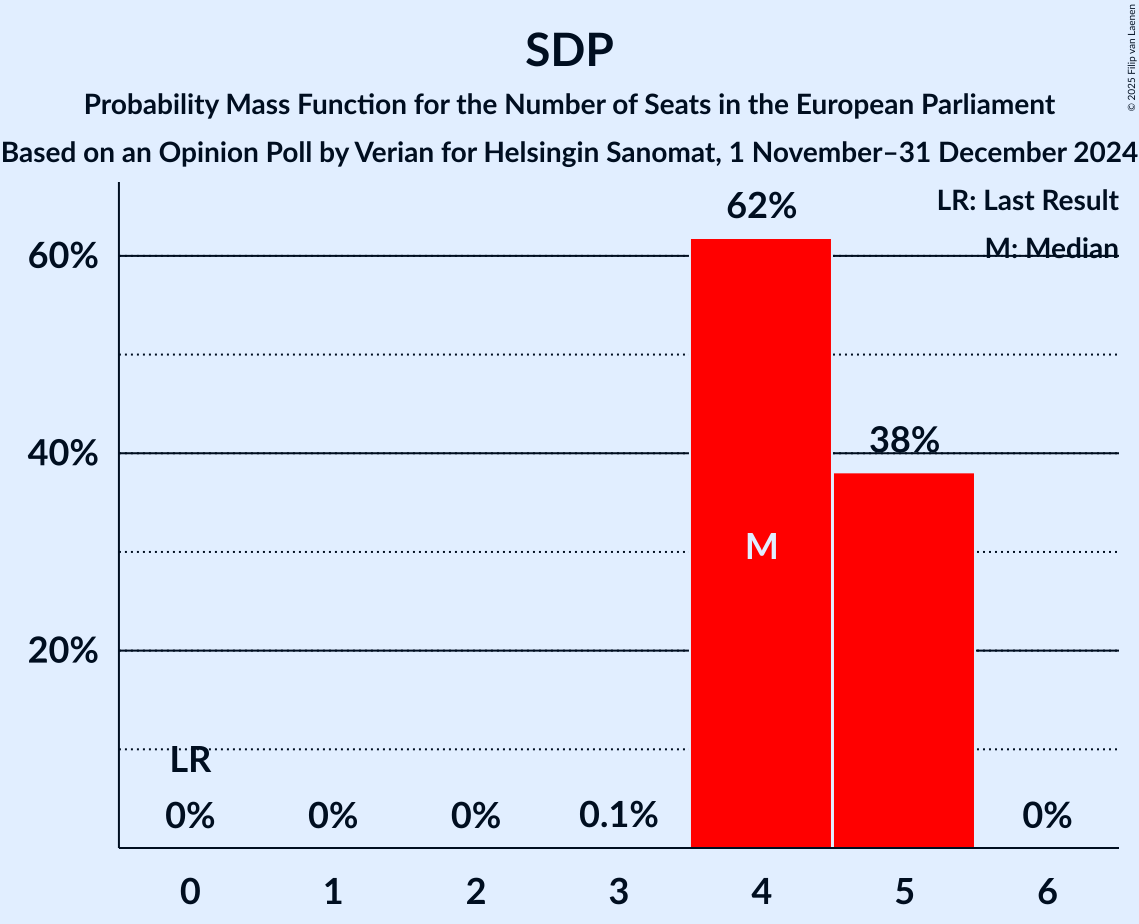 SDP
Probability Mass Function for the Number of Seats in the European Parliament
Based on an Opinion Poll by Verian for Helsingin Sanomat, 1 November–31 December 2024
© 2025 Filip van Laenen
LR: Last Result
M: Median
62%
60%
38%
40%
M
20%
LR
0% 0% 0% 0.1% 0%
0 1 2 3 4 5 6